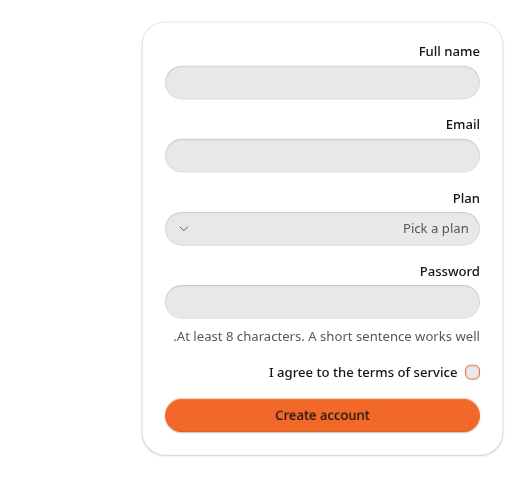 Full name
Email
Plan
Pick a plan
Password
.At least 8 characters. A short sentence works well
I agree to the terms of service
Create account